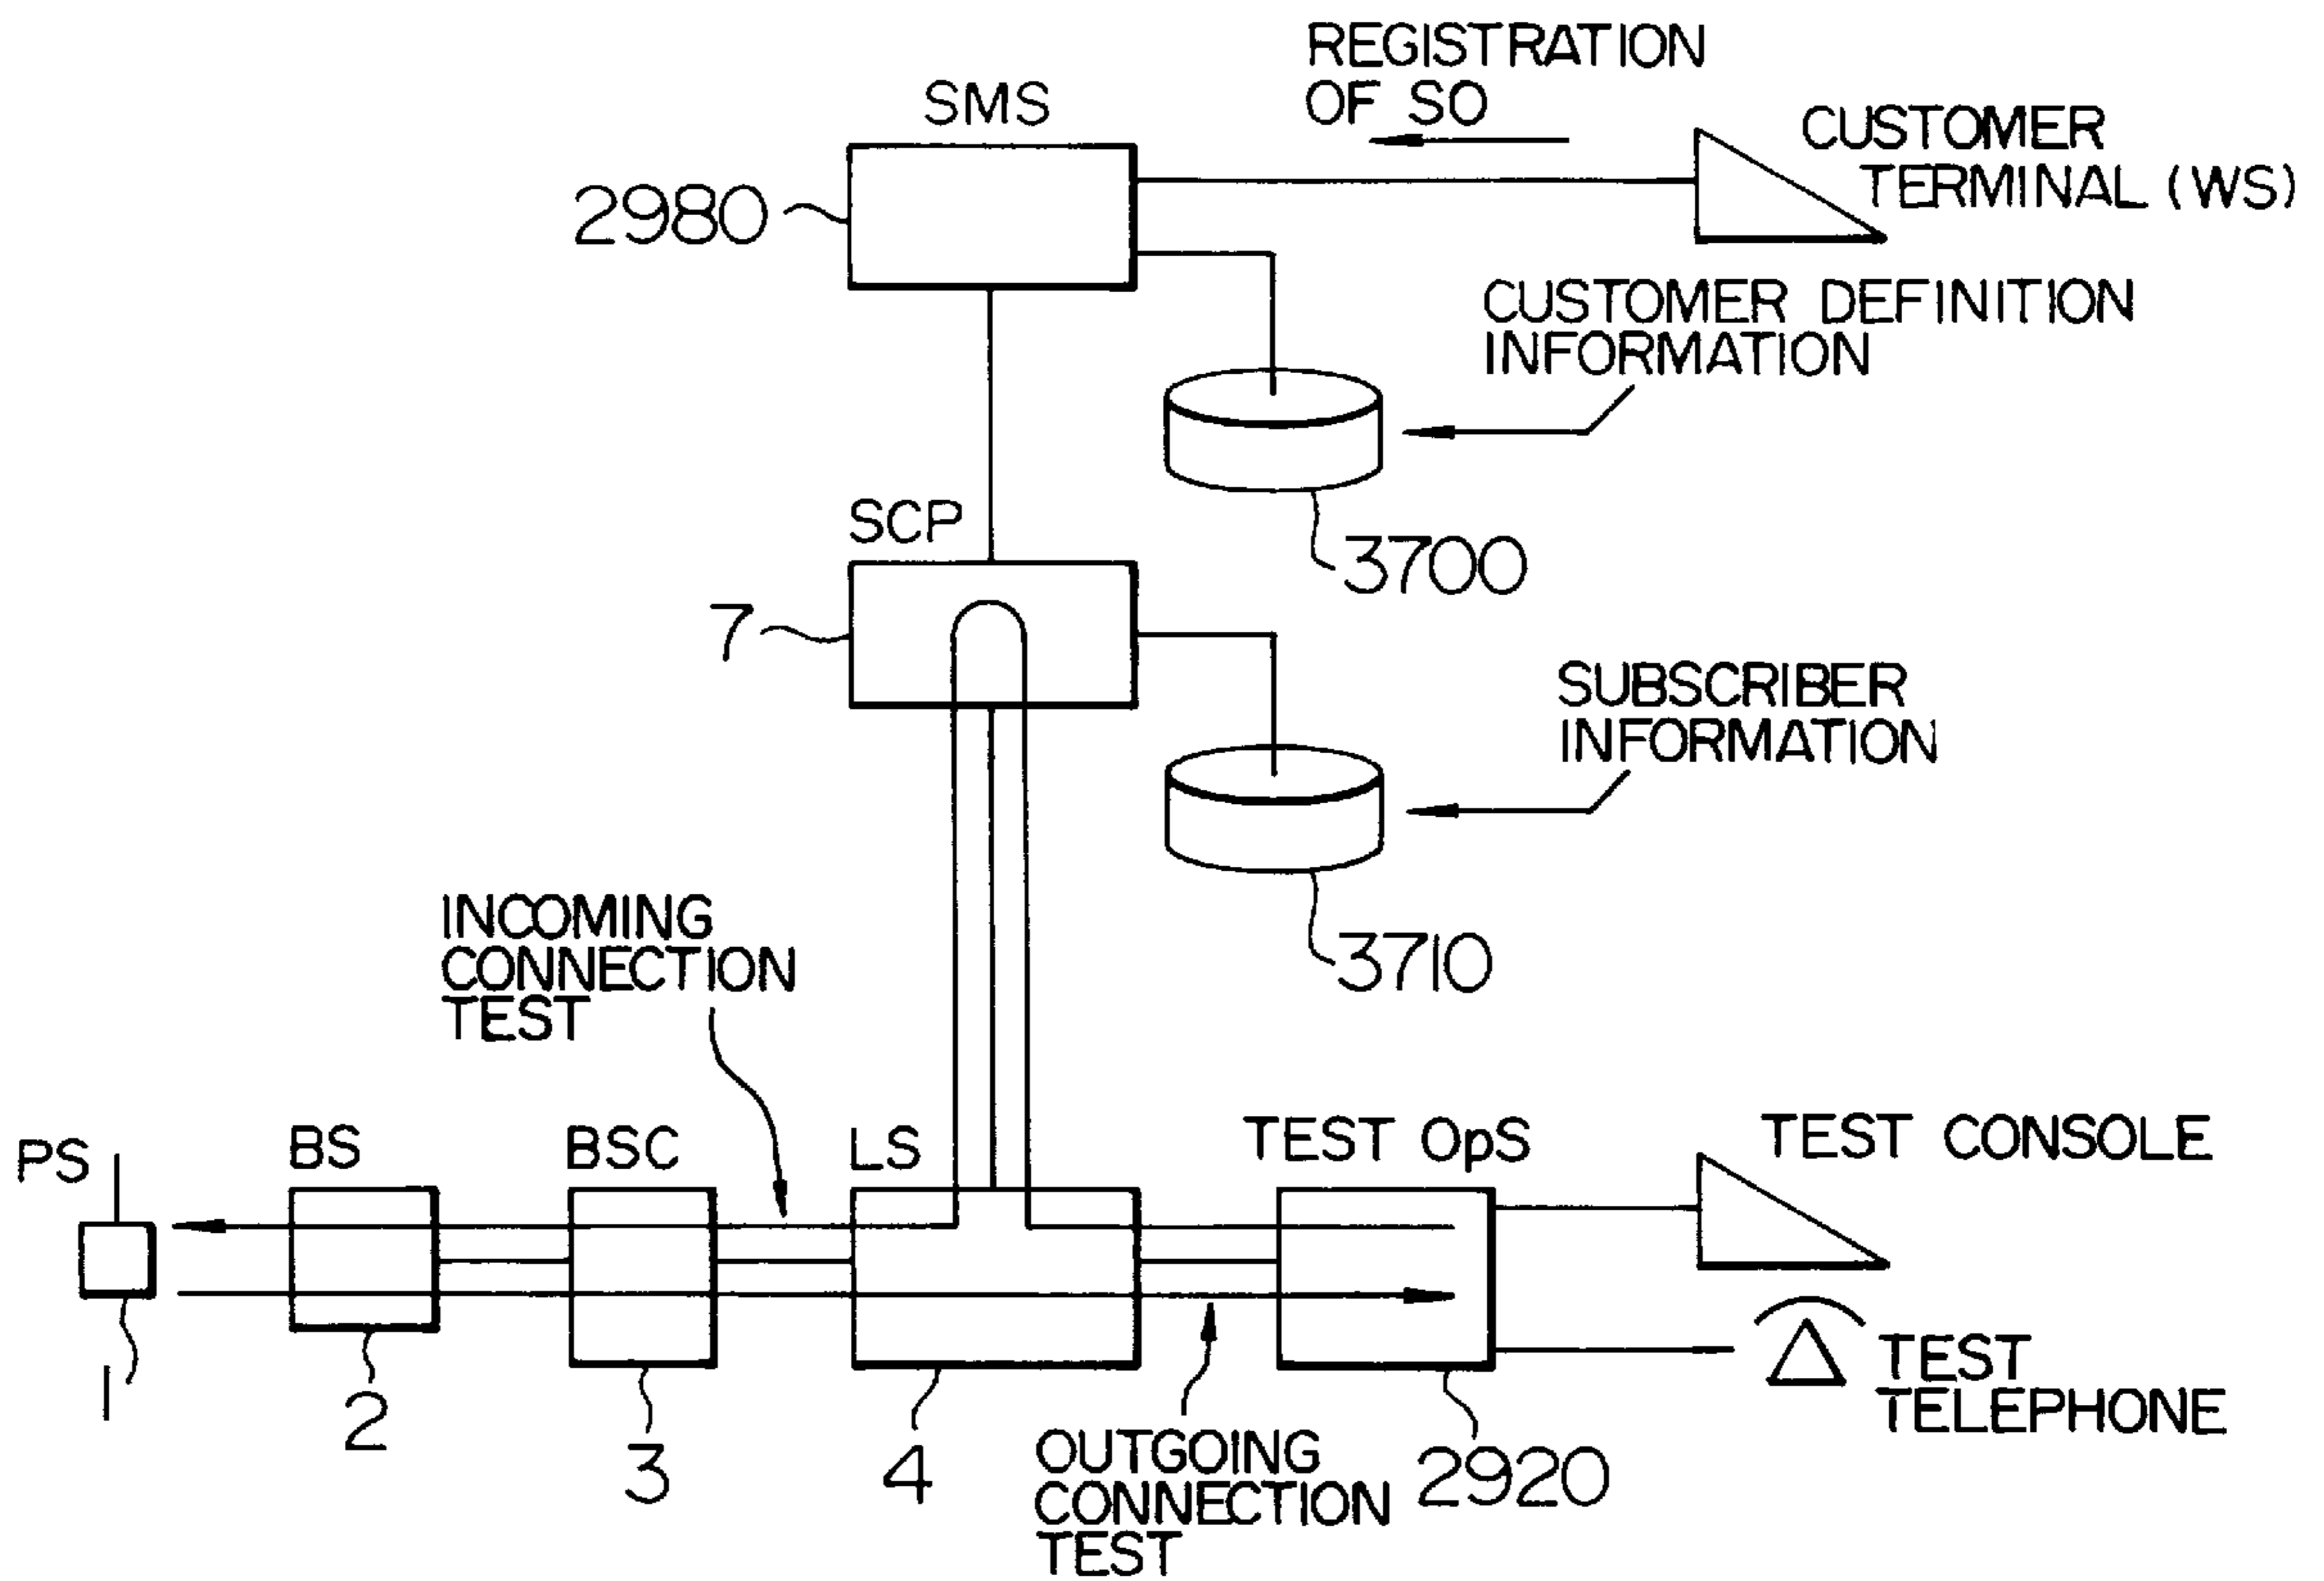 REGISTRATION
OF SO
SMS
CUSTOMER
TERMINAL (WS)
2980
CUSTOMER DEFINITION
INFORMATION
SCP
3700
7
SUBSCRIBER
INFORMATION
3710
INCOMING
CONNECTION
TEST
PS
BS
BSC
LS
TEST OpS
TEST CONSOLE
1
2
3
4
OUTGOING
CONNECTION
TEST
2920
TEST
TELEPHONE